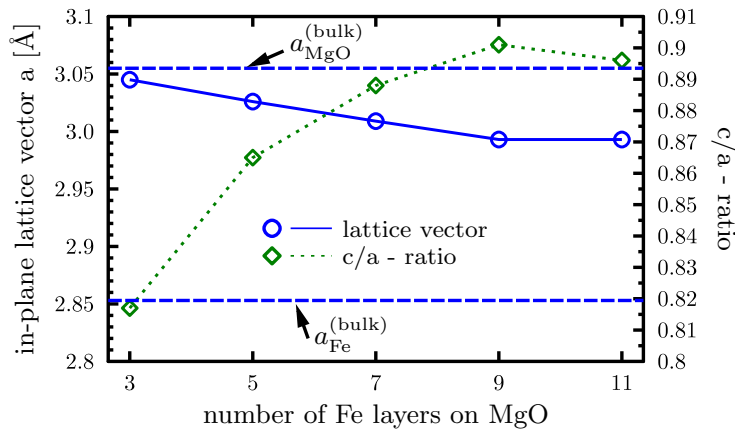 in-plane lattice vector a [Å]
3.1
3.05
3.0
2.95
2.9
2.85
2.8
a_MgO^(bulk)
lattice vector
c/a - ratio
a_Fe^(bulk)
0.91
0.9
0.89
0.88
0.87
0.86
0.85
0.84
0.83
0.82
0.81
0.8
c/a - ratio
3 5 7 9 11
number of Fe layers on MgO